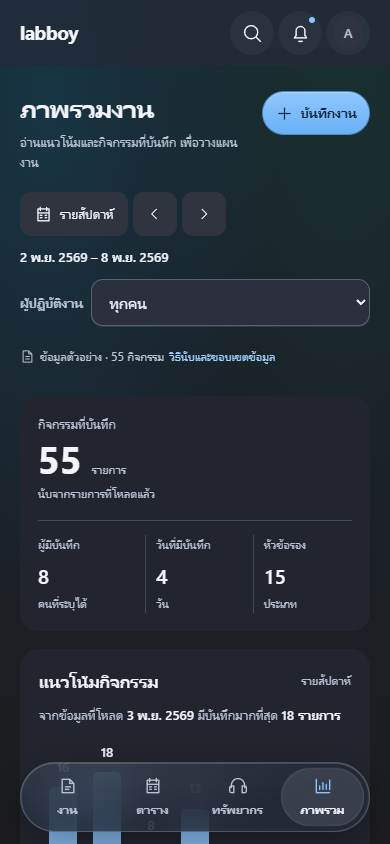 labboy
A
ภาพรวมงาน
บันทึกงาน
อ่านแนวโน้มและกิจกรรมที่บันทึก เพื่อวางแผน
งาน
รายสัปดาห์
2 พ.ย. 2569 – 8 พ.ย. 2569
ผู้ปฏิบัติงาน
ทุกคน
ข้อมูลตัวอย่าง · 55 กิจกรรม วิธีนับและขอบเขตข้อมูล
กิจกรรมที่บันทึก
55 รายการ
นับจากรายการที่โหลดแล้ว
ผู้มีบันทึก วันที่มีบันทึก หัวข้อรอง
8 4 15
คนที่ระบุได้ วัน ประเภท
แนวโน้มกิจกรรม รายสัปดาห์
จากข้อมูลที่โหลด 3 พ.ย. 2569 มีบันทึกมากที่สุด 18 รายการ
18
16
13
8
งาน ตาราง ทรัพยากร ภาพรวม